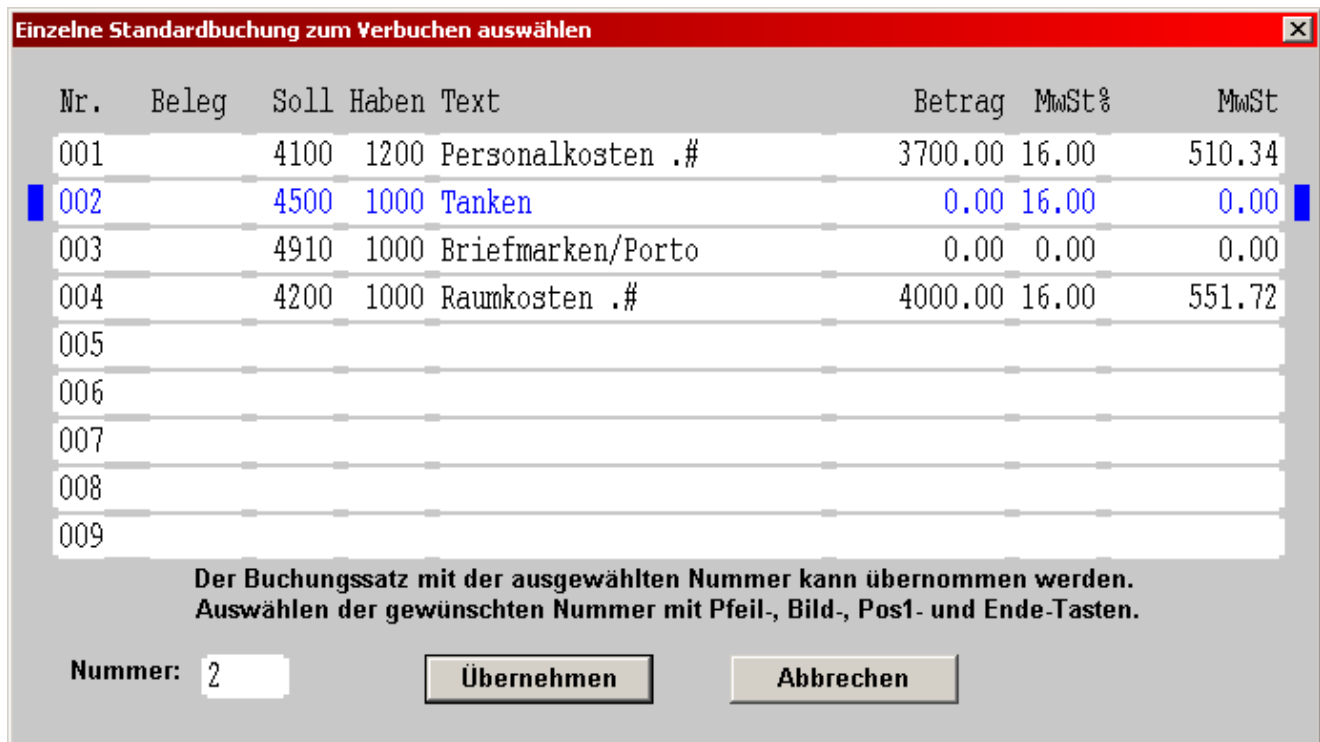 Einzelne Standardbuchung zum Verbuchen auswählen
Nr. Beleg Soll Haben Text Betrag MwSt% MwSt
001 4100 1200 Personalkosten .# 3700.00 16.00 510.34
002 4500 1000 Tanken 0.00 16.00 0.00
003 4910 1000 Briefmarken/Porto 0.00 0.00 0.00
004 4200 1000 Raumkosten .# 4000.00 16.00 551.72
005
006
007
008
009
Der Buchungssatz mit der ausgewählten Nummer kann übernommen werden.
Auswählen der gewünschten Nummer mit Pfeil-, Bild-, Pos1- und Ende-Tasten.
Nummer: 2 Übernehmen Abbrechen